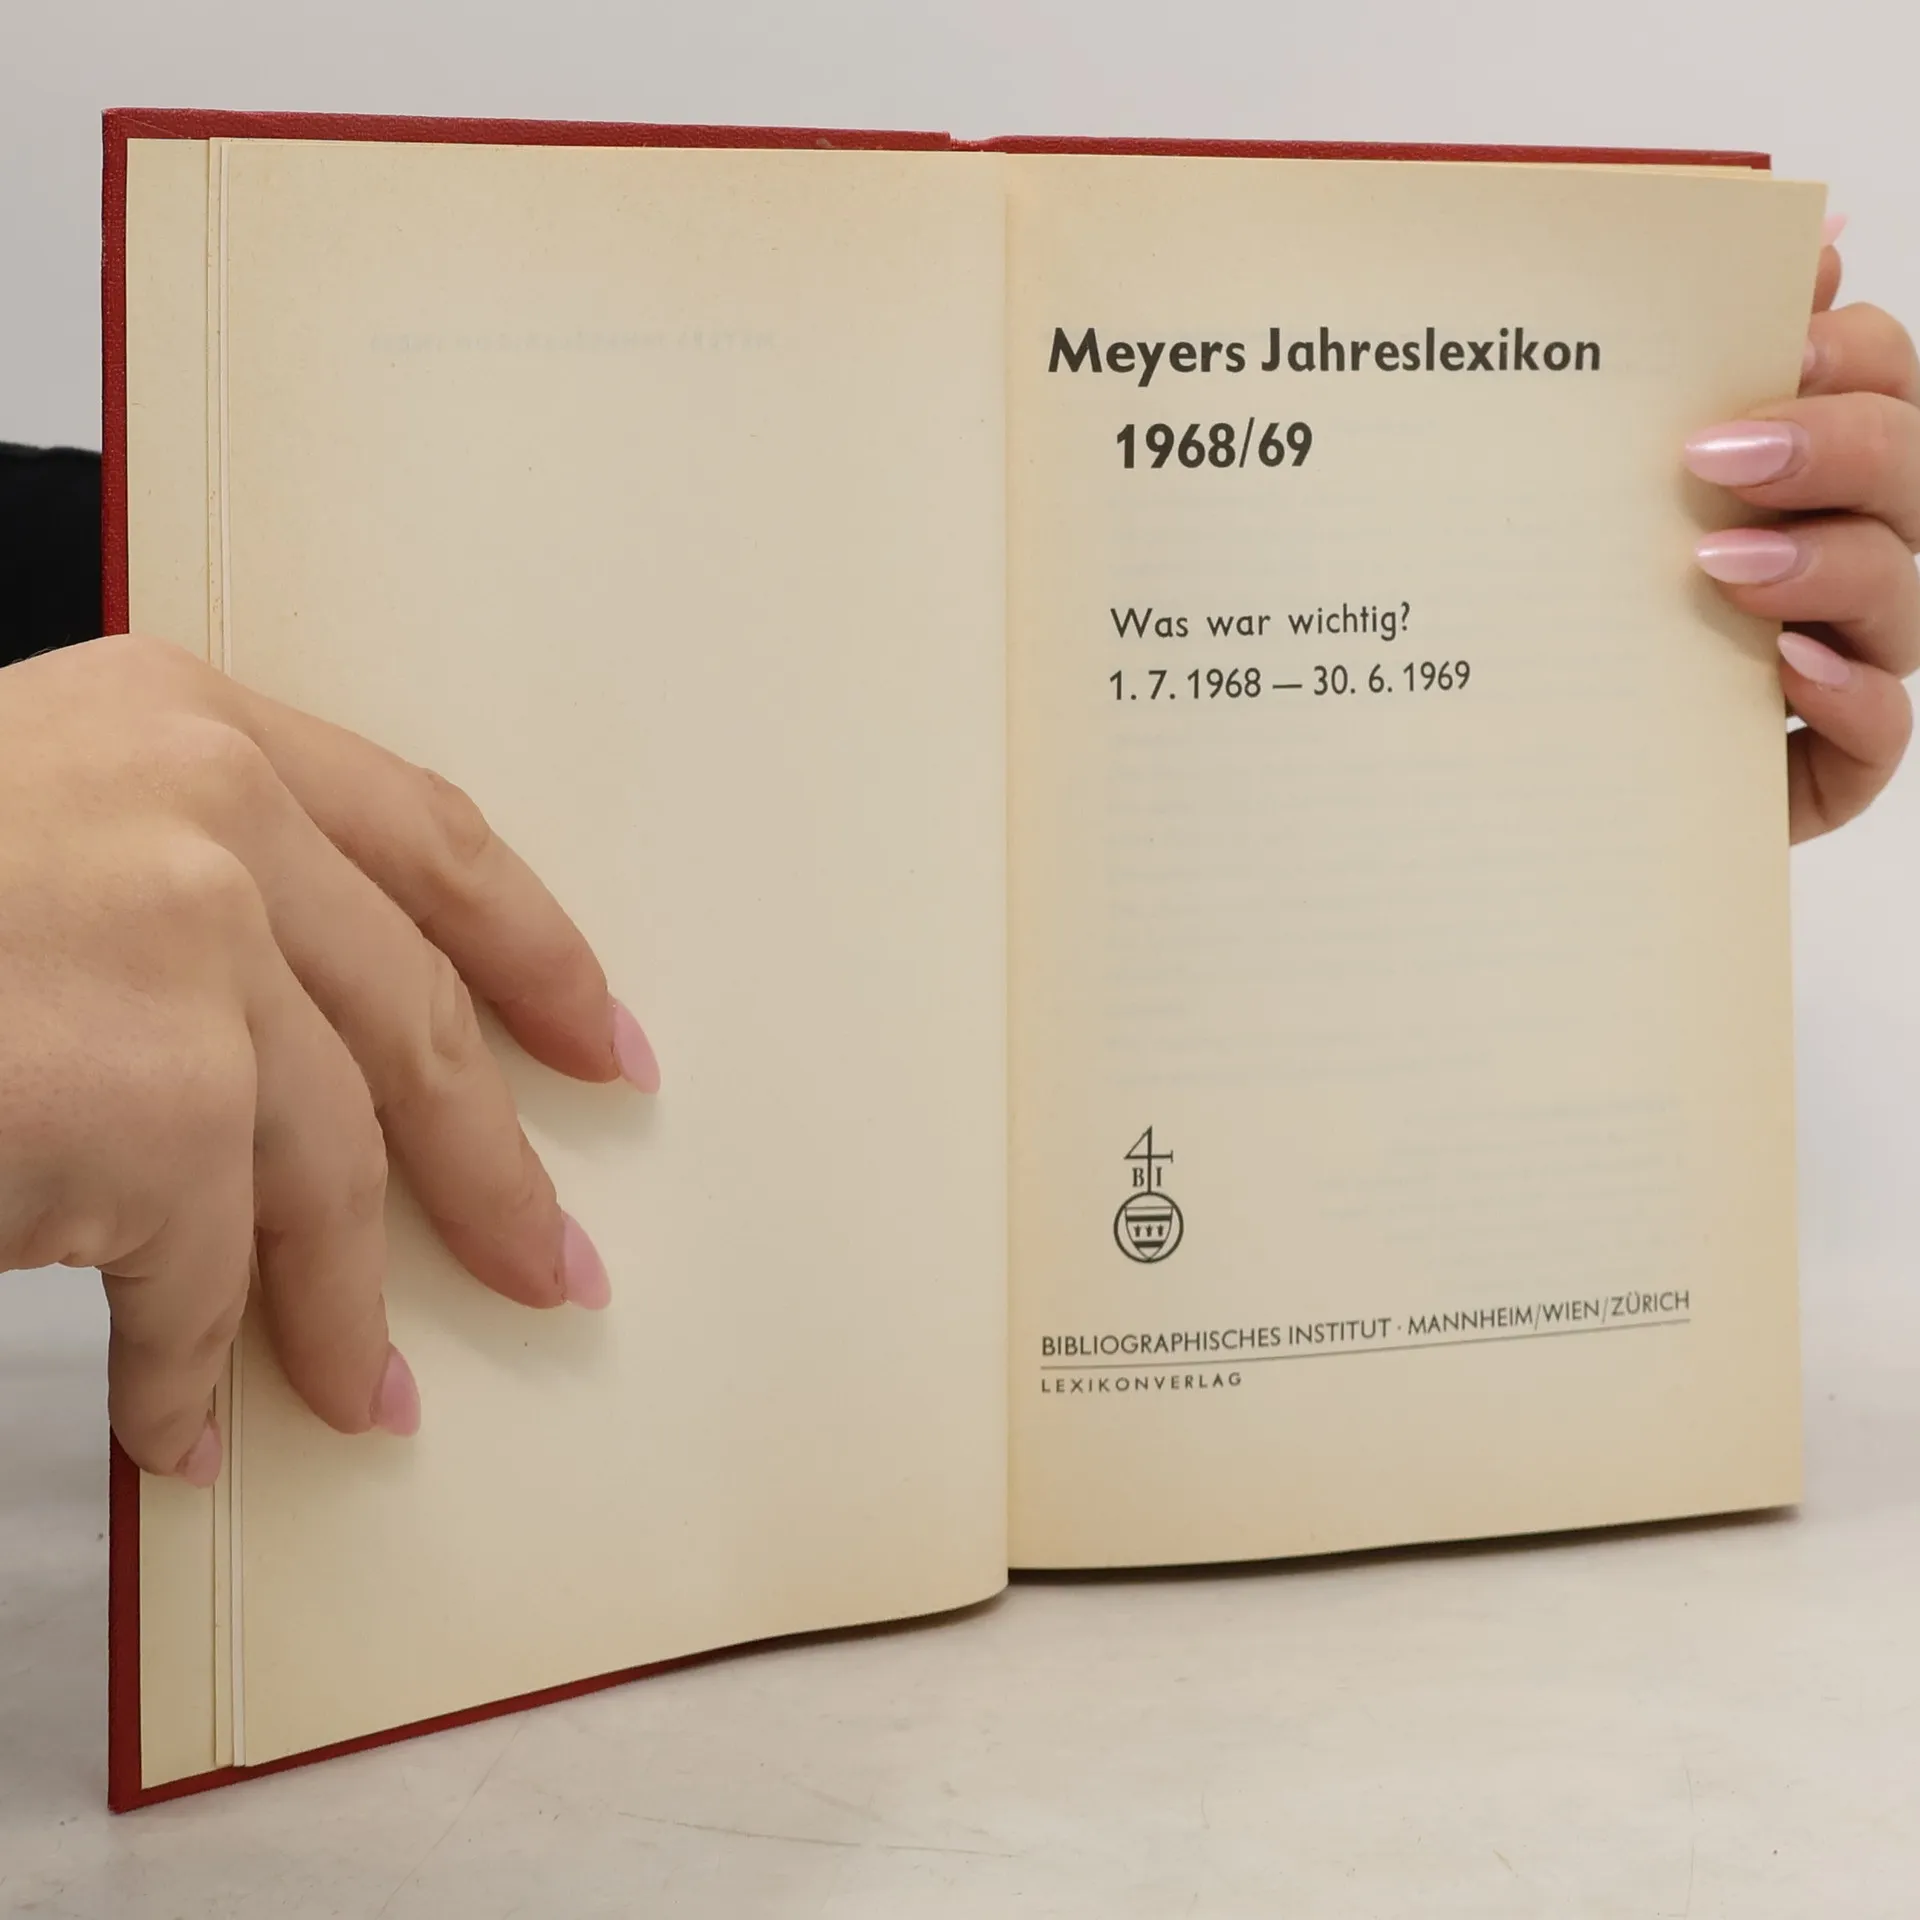 Meyers Jahreslexikon
1968/69
Was war wichtig?
1. 7. 1968 — 30. 6. 1969
B I
BIBLIOGRAPHISCHES INSTITUT · MANNHEIM/WIEN/ZÜRICH
LEXIKONVERLAG